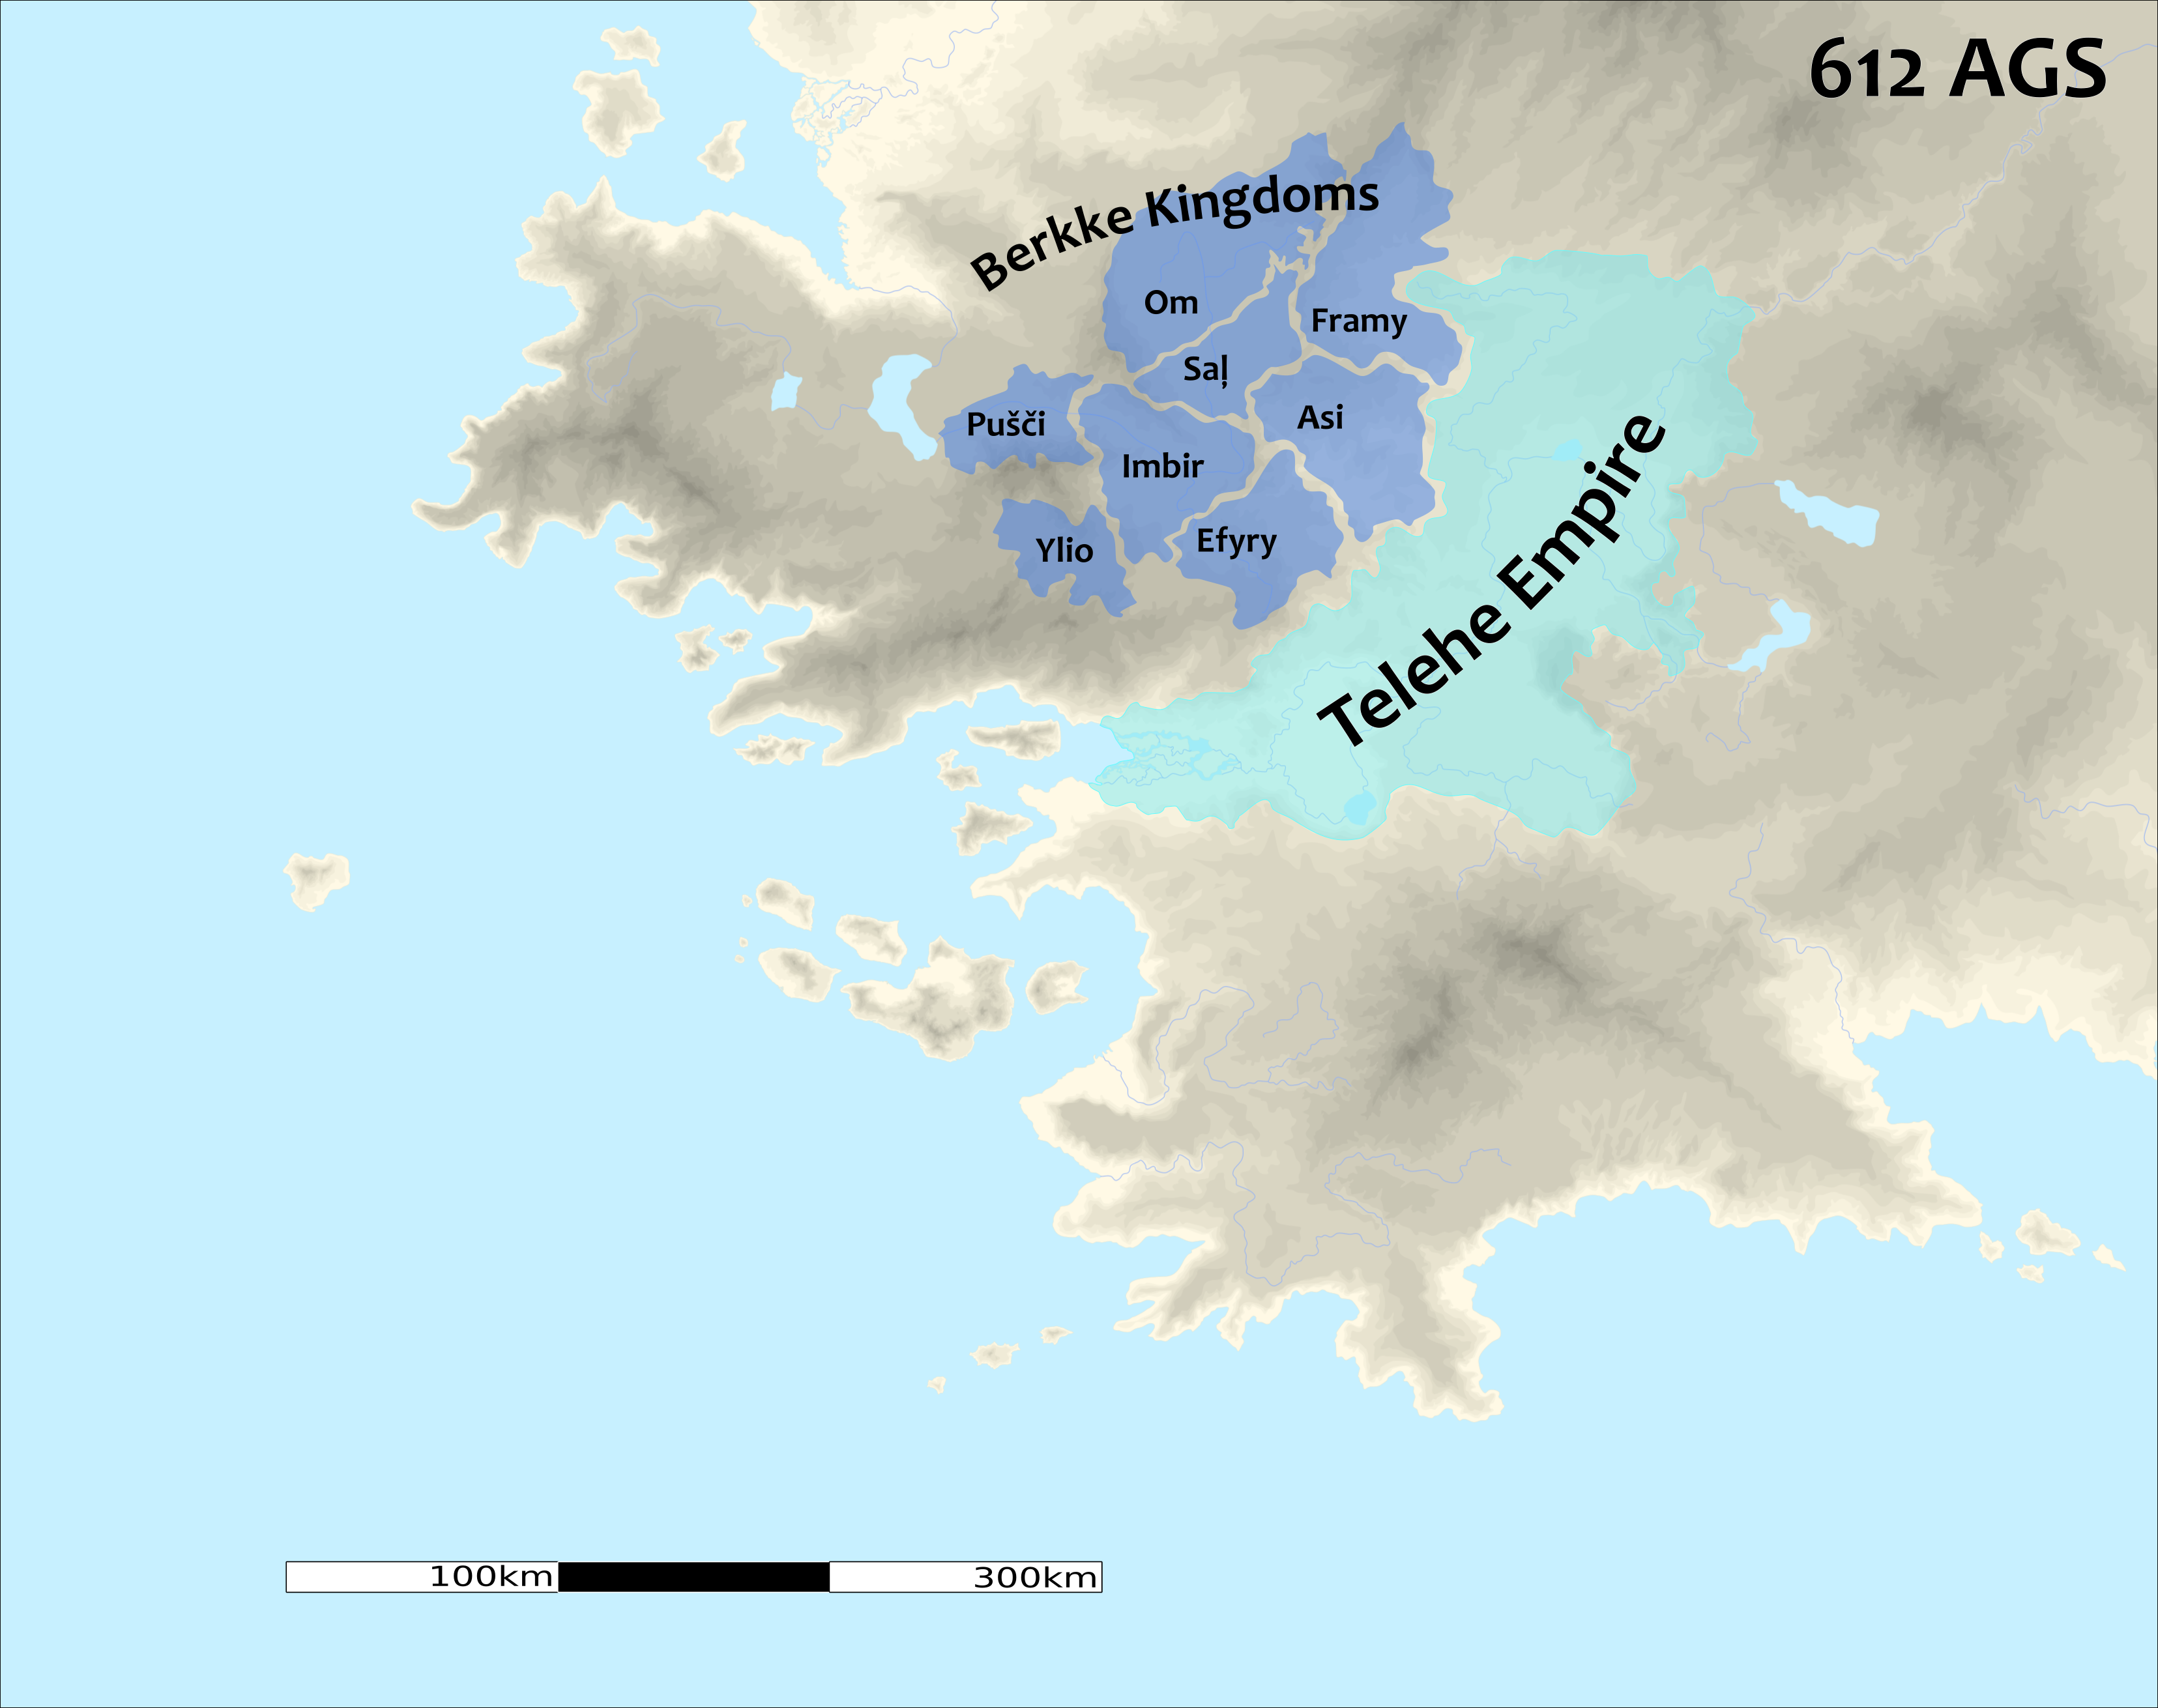 612 AGS
Berkke Kingdoms
Om
Framy
Saļ
Asi
Pušči
Imbir
Efyry
Ylio
Telehe Empire
100km
300km